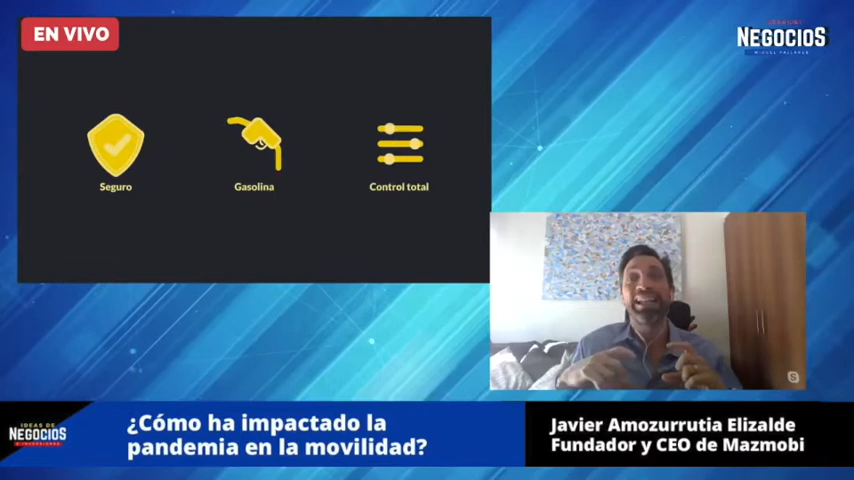 EN VIVO
NEGOCIOS
Seguro
Gasolina
Control total
IDEAS DE
NEGOCIOS
¿Cómo ha impactado la
pandemia en la movilidad?
Javier Amozurrutia Elizalde
Fundador y CEO de Mazmobi